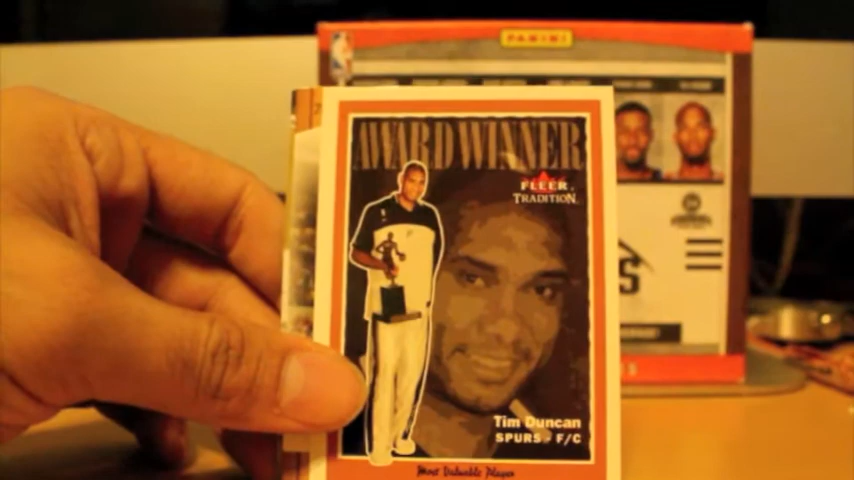 PANINI
AWARD WINNER
FLEER
TRADITION
Tim Duncan
SPURS - F/C
Most Valuable Player